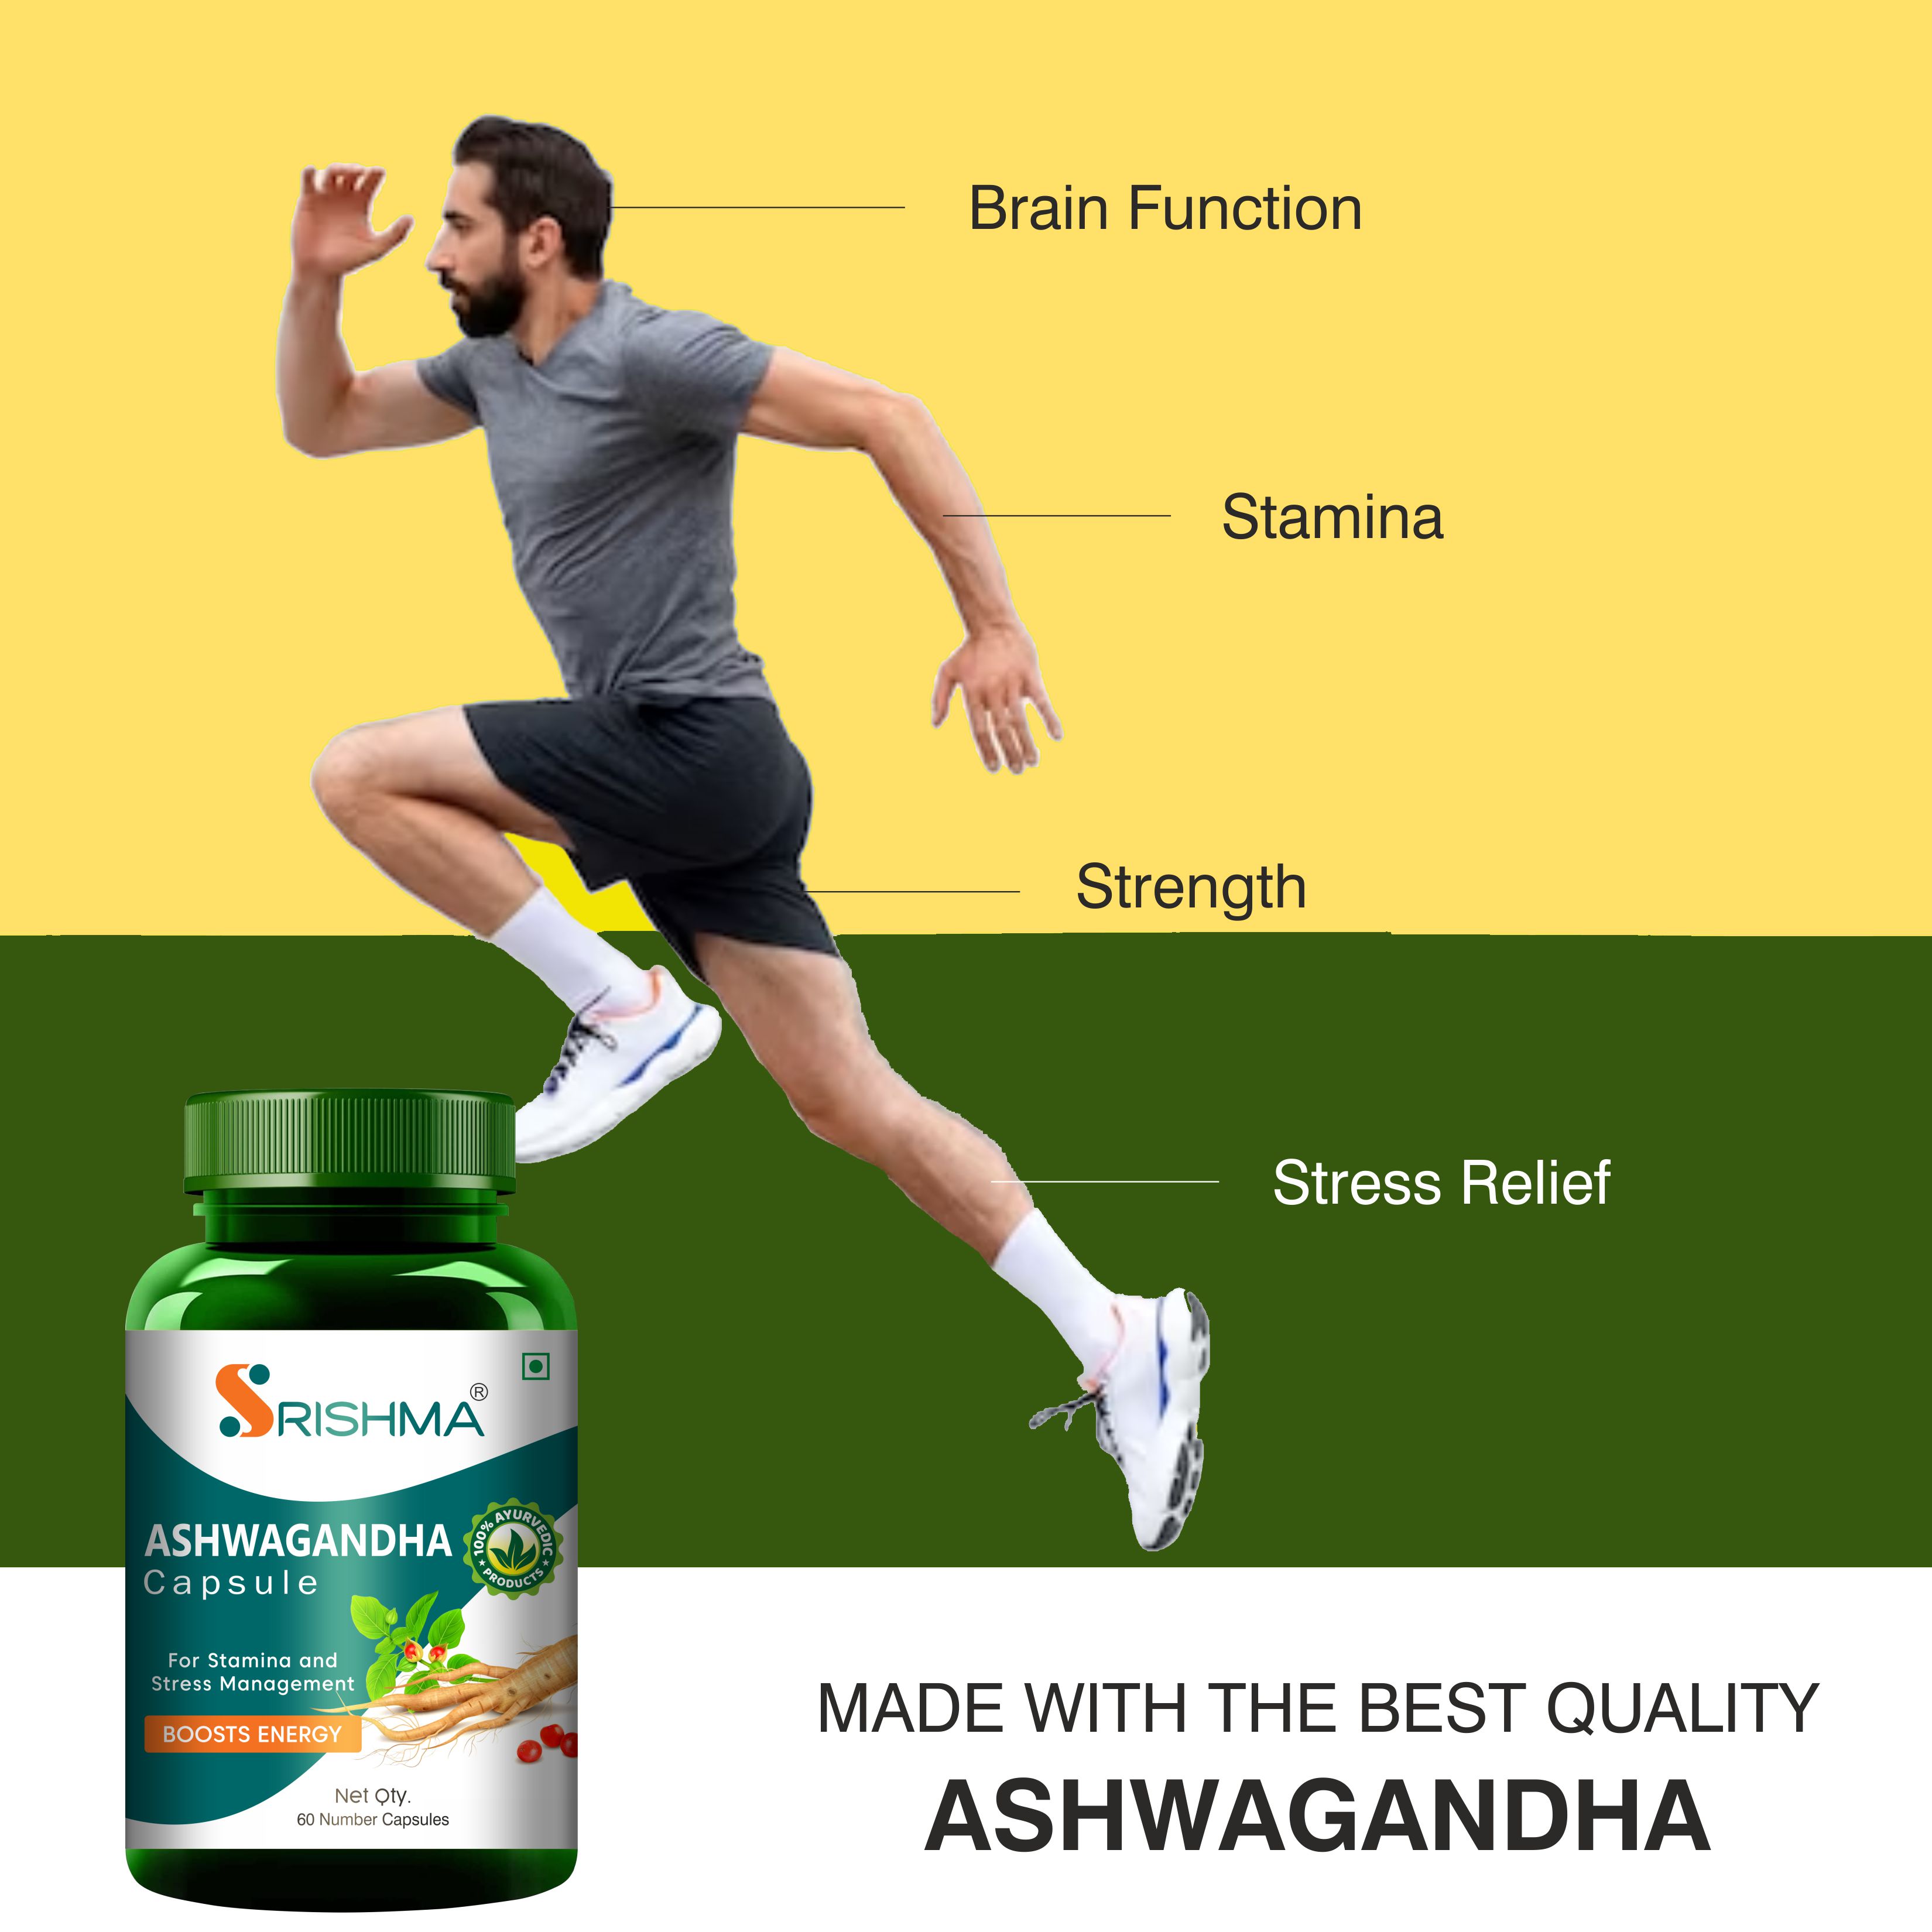 Brain Function
Stamina
Strength
Stress Relief
SRISHMA®
ASHWAGANDHA
Capsule
100% AYURVEDIC
PRODUCTS
For Stamina and
Stress Management
BOOSTS ENERGY
Net Qty.
60 Number Capsules
MADE WITH THE BEST QUALITY
ASHWAGANDHA